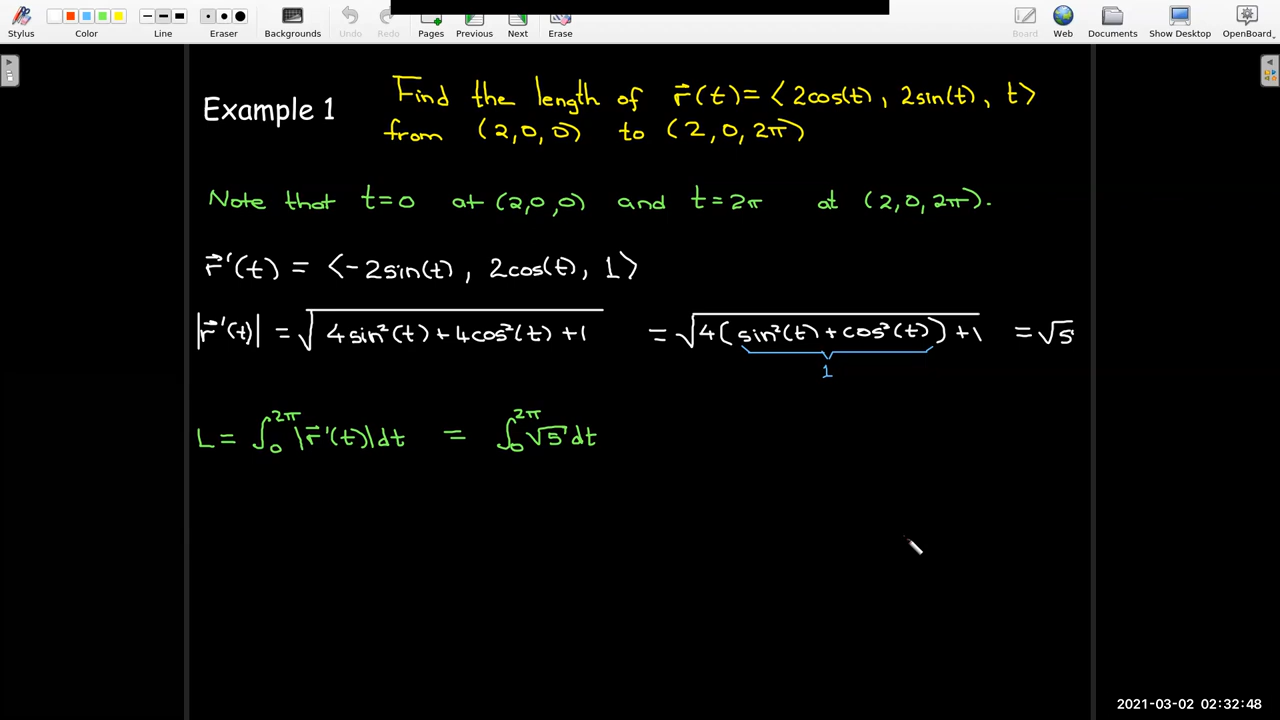 Stylus Color Line Eraser Backgrounds Undo Redo Pages Previous Next Erase Board Web Documents Show Desktop OpenBoard
Example 1 Find the length of r⃗(t)=⟨2cos(t), 2sin(t), t⟩
from (2,0,0) to (2,0,2π)
Note that t=0 at (2,0,0) and t=2π at (2,0,2π).
r⃗'(t) = ⟨-2sin(t), 2cos(t), 1⟩
|r⃗'(t)| = √(4sin²(t)+4cos²(t)+1) = √(4(sin²(t)+cos²(t))+1) = √5
1
L = ∫₀^2π |r⃗'(t)|dt = ∫₀^2π √5 dt
2021-03-02 02:32:48